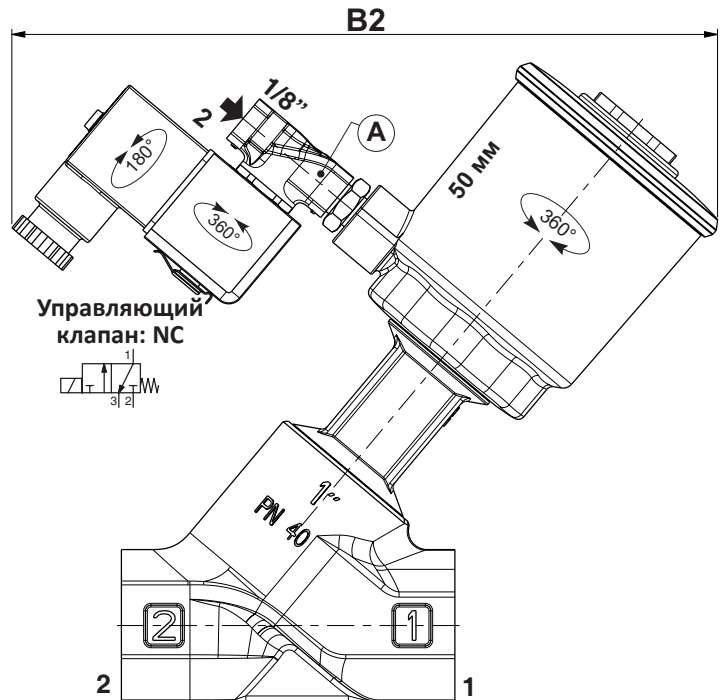 B2
1/8”
2
A
180°
360°
50 мм
360°
Управляющий
клапан: NC
1
3 2
1”
PN 40
2
1
2
1